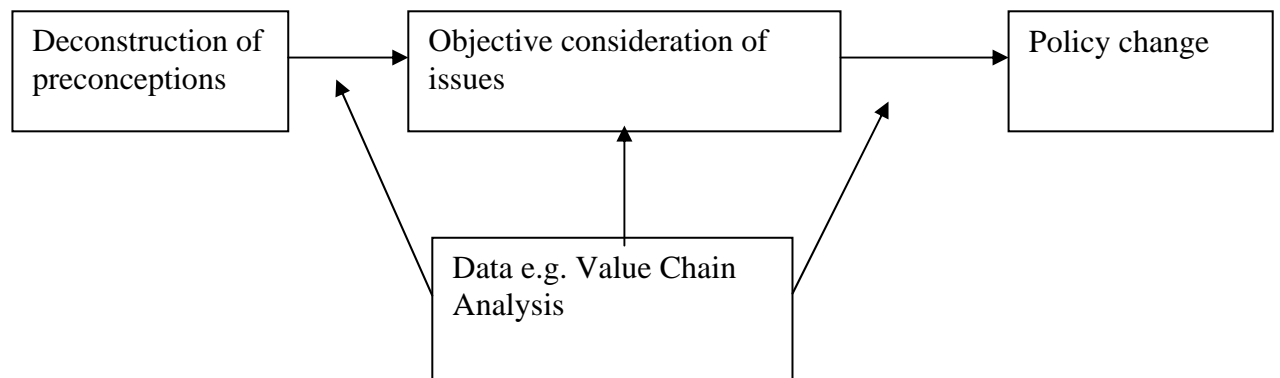 Deconstruction of
preconceptions
Objective consideration of
issues
Policy change
Data e.g. Value Chain
Analysis